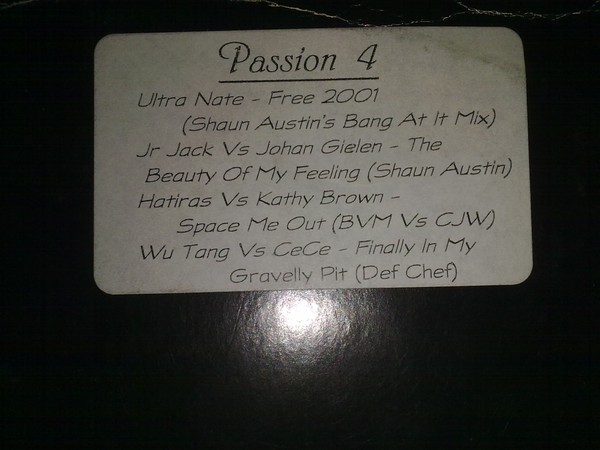 Passion 4
Ultra Nate - Free 2001
(Shaun Austin's Bang At It Mix)
Jr Jack Vs Johan Gielen - The
Beauty Of My Feeling (Shaun Austin)
Hatiras Vs Kathy Brown -
Space Me Out (BVM Vs CJW)
Wu Tang Vs CeCe - Finally In My
Gravelly Pit (Def Chef)